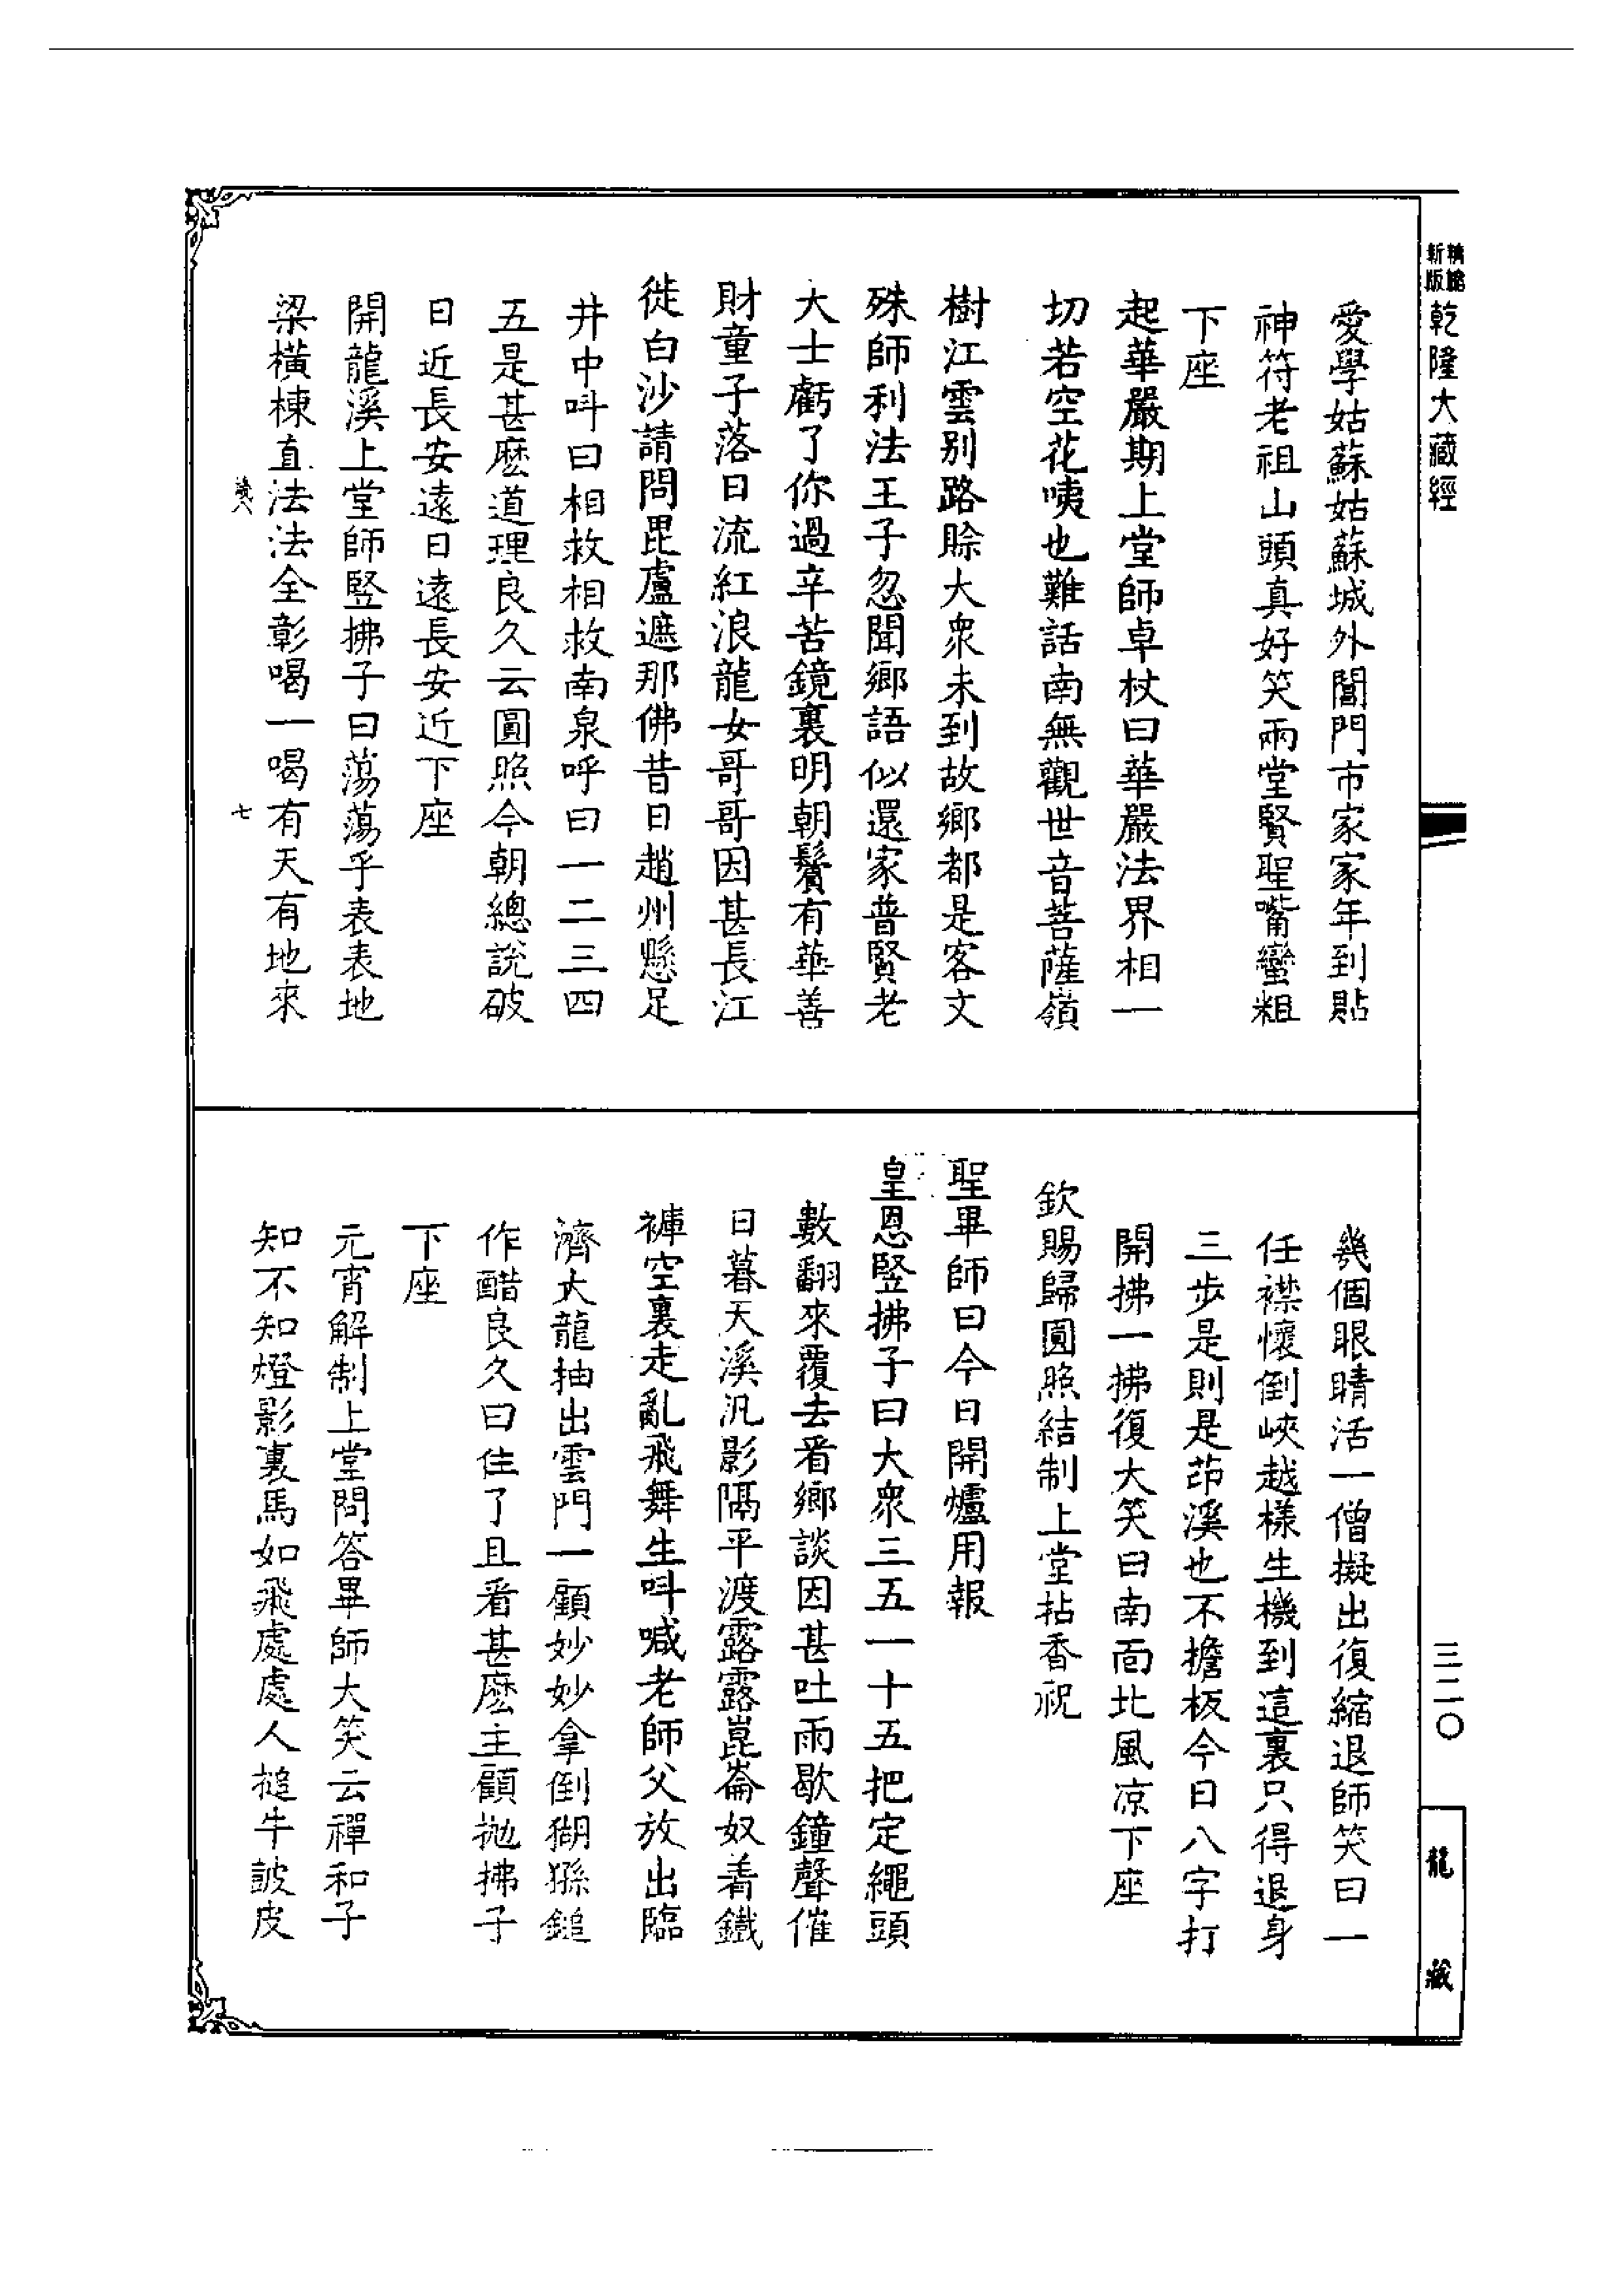 精鎗新版
乾隆大藏經
愛學姑蘇姑蘇城外閶門市家家年到貼
神符老祖山頭真好笑兩堂賢聖嘴蠻粗
下座
起華嚴期上堂師卓杖曰華嚴法界相一
切若空花咦也難話南無觀世音菩薩嶺
樹江雲别路賒大衆未到故鄉都是客文
殊師利法王子忽聞鄉語似還家普賢老
大士虧了你過辛苦鏡裏明朝鬢有華善
財童子落日流紅浪龍女哥哥因甚長江
徙白沙請問毘盧遮那佛昔日趙州懸足
井中呌曰相救相救南泉呼曰一二三四
五是甚麽道理良久云圓照今朝總說破
日近長安遠日遠長安近下座
開龍溪上堂師竪拂子曰蕩蕩乎表表地
梁橫棟直法法全彰喝一喝有天有地來
七
幾個眼睛活一僧擬出復縮退師笑曰一
任襟懷倒峽越樣生機到這裏只得退身
三步是則是茆溪也不擔板今日八字打
開拂一拂復大笑曰南面北風凉下座
欽賜歸圓照結制上堂拈香祝
聖畢師曰今日開爐用報
皇恩竪拂子曰大衆三五一十五把定繩頭
數翻來覆去看鄉談因甚吐雨歇鐘聲催
日暮天溪汎影隔平渡露露崑崙奴着鐵
褲空裏走亂飛舞生呌喊老師父放出臨
濟大龍抽出雲門一顧妙妙拿倒猢猻鎚
作醋良久曰住了且看甚麽主顧抛拂子
下座
元宵解制上堂問答畢師大笑云禪和子
知不知燈影裏馬如飛處處人搥牛詖皮
三二〇
龍藏